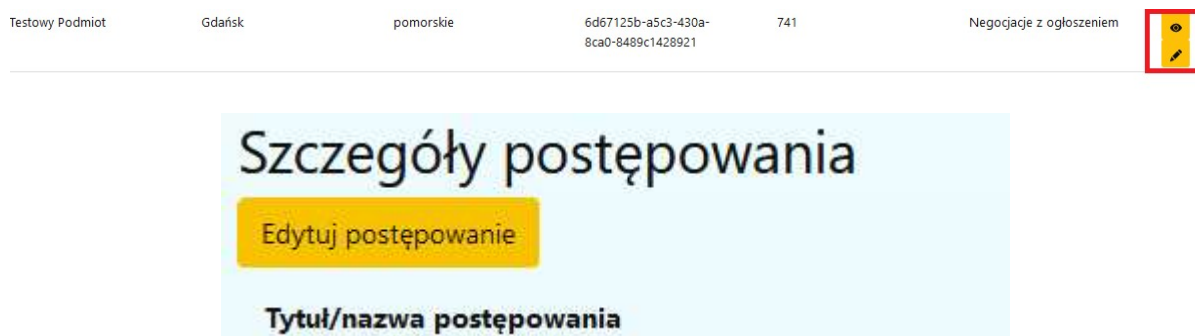 Testowy Podmiot Gdańsk pomorskie 6d67125b-a5c3-430a- 741 Negocjacje z ogłoszeniem
8ca0-8489c1428921
Szczegóły postępowania
Edytuj postępowanie
Tytuł/nazwa postępowania